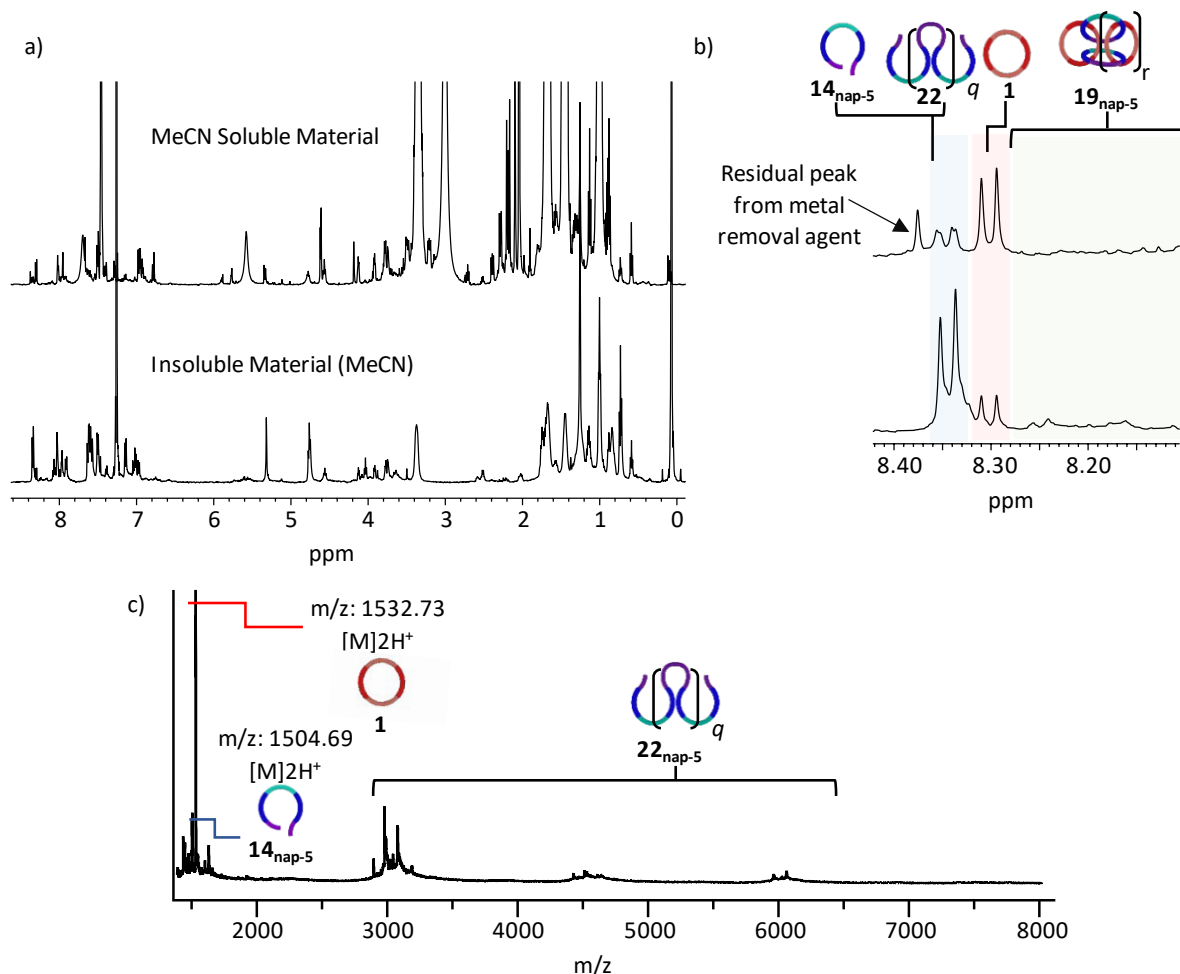 a)
MeCN Soluble Material
Insoluble Material (MeCN)
8 7 6 5 4 3 2 1 0
ppm
b)
14nap-5
22
q
1
19nap-5
r
Residual peak
from metal
removal agent
8.40 8.30 8.20
ppm
c)
m/z: 1532.73
[M]2H+
1
m/z: 1504.69
[M]2H+
14nap-5
q
22nap-5
2000 3000 4000 5000 6000 7000 8000
m/z